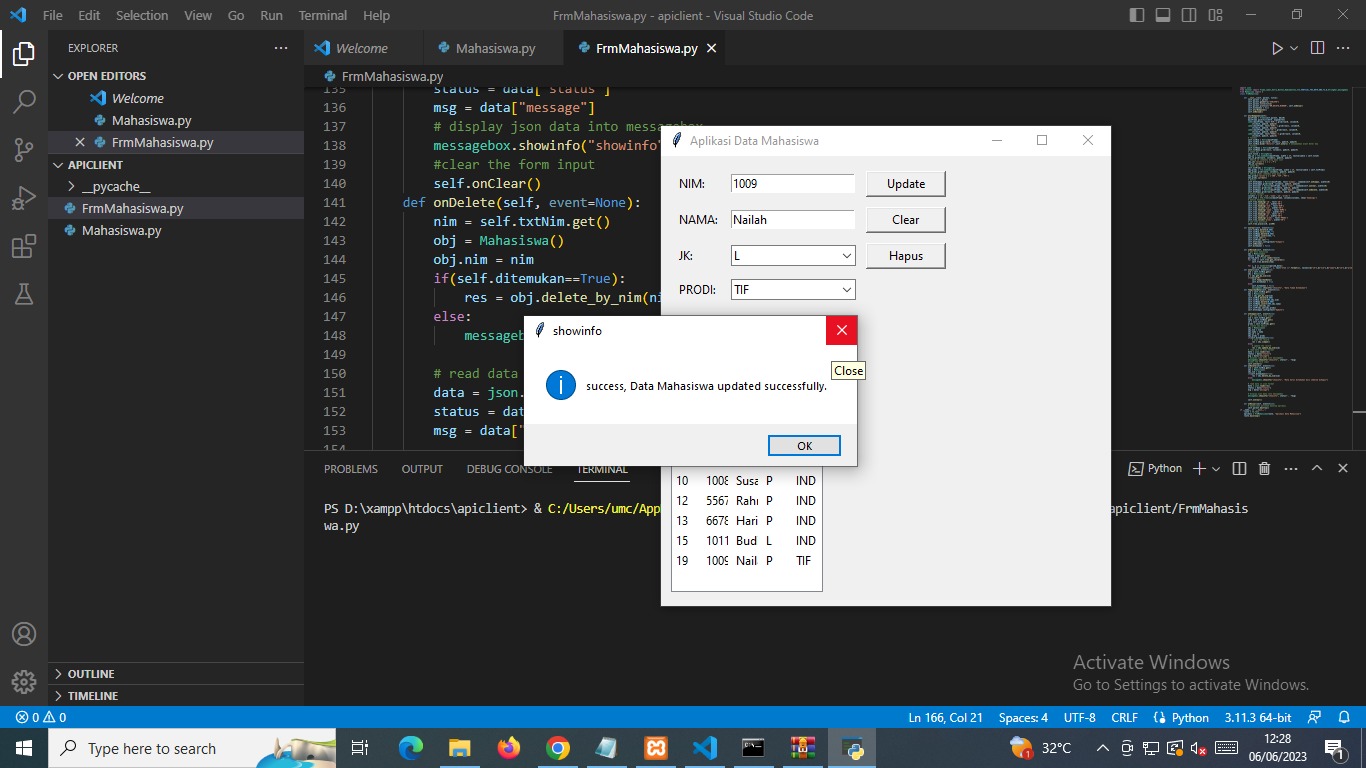 File Edit Selection View Go Run Terminal Help FrmMahasiswa.py - apiclient - Visual Studio Code
EXPLORER
OPEN EDITORS
Welcome
Mahasiswa.py
FrmMahasiswa.py
APICLIENT
__pycache__
FrmMahasiswa.py
Mahasiswa.py
OUTLINE
TIMELINE
Welcome Mahasiswa.py FrmMahasiswa.py
FrmMahasiswa.py
135 status = data["status"]
136 msg = data["message"]
137 # display json data into messagebox
138 messagebox.showinfo("showinfo"
139 #clear the form input
140 self.onClear()
141 def onDelete(self, event=None):
142 nim = self.txtNim.get()
143 obj = Mahasiswa()
144 obj.nim = nim
145 if(self.ditemukan==True):
146 res = obj.delete_by_nim(ni
147 else:
148 messageb
149
150 # read data
151 data = json.
152 status = dat
153 msg = data["
154
Aplikasi Data Mahasiswa
NIM: 1009 Update
NAMA: Nailah Clear
JK: L Hapus
PRODI: TIF
showinfo
Close
success, Data Mahasiswa updated successfully.
OK
10 1008 Susa P IND
12 5567 Rahr P IND
13 6678 Hari P IND
15 1011 Bud L IND
19 1009 Nail P TIF
PROBLEMS OUTPUT DEBUG CONSOLE TERMINAL Python
PS D:\xampp\htdocs\apiclient> & C:/Users/umc/App apiclient/FrmMahasis
wa.py
Activate Windows
Go to Settings to activate Windows.
0 0 Ln 166, Col 21 Spaces: 4 UTF-8 CRLF Python 3.11.3 64-bit
Type here to search 32°C 12:28
06/06/2023
1